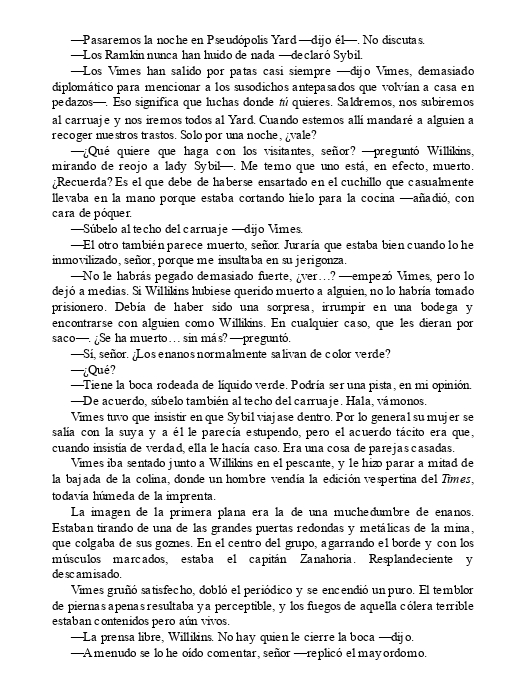 —Pasaremos la noche en Pseudópolis Yard —dijo él—. No discutas.
—Los Ramkin nunca han huido de nada —declaró Sybil.
—Los Vimes han salido por patas casi siempre —dijo Vimes, demasiado
diplomático para mencionar a los susodichos antepasados que volvían a casa en
pedazos—. Eso significa que luchas donde tú quieres. Saldremos, nos subiremos
al carruaje y nos iremos todos al Yard. Cuando estemos allí mandaré a alguien a
recoger nuestros trastos. Solo por una noche, ¿vale?
—¿Qué quiere que haga con los visitantes, señor? —preguntó Willikins,
mirando de reojo a lady Sybil—. Me temo que uno está, en efecto, muerto.
¿Recuerda? Es el que debe de haberse ensartado en el cuchillo que casualmente
llevaba en la mano porque estaba cortando hielo para la cocina —añadió, con
cara de póquer.
—Súbelo al techo del carruaje —dijo Vimes.
—El otro también parece muerto, señor. Juraría que estaba bien cuando lo he
inmovilizado, señor, porque me insultaba en su jerigonza.
—No le habrás pegado demasiado fuerte, ¿ver…? —empezó Vimes, pero lo
dejó a medias. Si Willikins hubiese querido muerto a alguien, no lo habría tomado
prisionero. Debía de haber sido una sorpresa, irrumpir en una bodega y
encontrarse con alguien como Willikins. En cualquier caso, que les dieran por
saco—. ¿Se ha muerto… sin más? —preguntó.
—Sí, señor. ¿Los enanos normalmente salivan de color verde?
—¿Qué?
—Tiene la boca rodeada de líquido verde. Podría ser una pista, en mi opinión.
—De acuerdo, súbelo también al techo del carruaje. Hala, vámonos.
Vimes tuvo que insistir en que Sybil viajase dentro. Por lo general su mujer se
salía con la suya y a él le parecía estupendo, pero el acuerdo tácito era que,
cuando insistía de verdad, ella le hacía caso. Era una cosa de parejas casadas.
Vimes iba sentado junto a Willikins en el pescante, y le hizo parar a mitad de
la bajada de la colina, donde un hombre vendía la edición vespertina del Times,
todavía húmeda de la imprenta.
La imagen de la primera plana era la de una muchedumbre de enanos.
Estaban tirando de una de las grandes puertas redondas y metálicas de la mina,
que colgaba de sus goznes. En el centro del grupo, agarrando el borde y con los
músculos marcados, estaba el capitán Zanahoria. Resplandeciente y
descamisado.
Vimes gruñó satisfecho, dobló el periódico y se encendió un puro. El temblor
de piernas apenas resultaba ya perceptible, y los fuegos de aquella cólera terrible
estaban contenidos pero aún vivos.
—La prensa libre, Willikins. No hay quien le cierre la boca —dijo.
—A menudo se lo he oído comentar, señor —replicó el mayordomo.